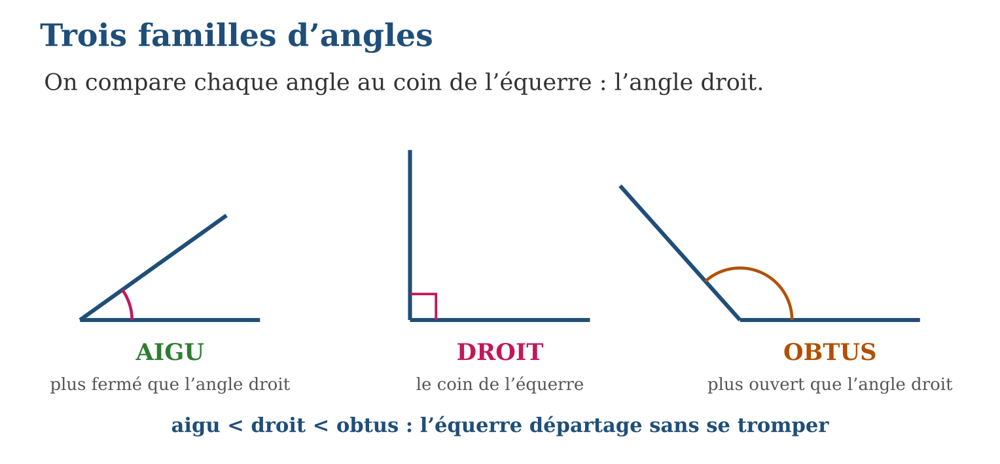 Trois familles d’angles
On compare chaque angle au coin de l’équerre : l’angle droit.
AIGU
DROIT
OBTUS
plus fermé que l’angle droit
le coin de l’équerre
plus ouvert que l’angle droit
aigu < droit < obtus : l’équerre départage sans se tromper